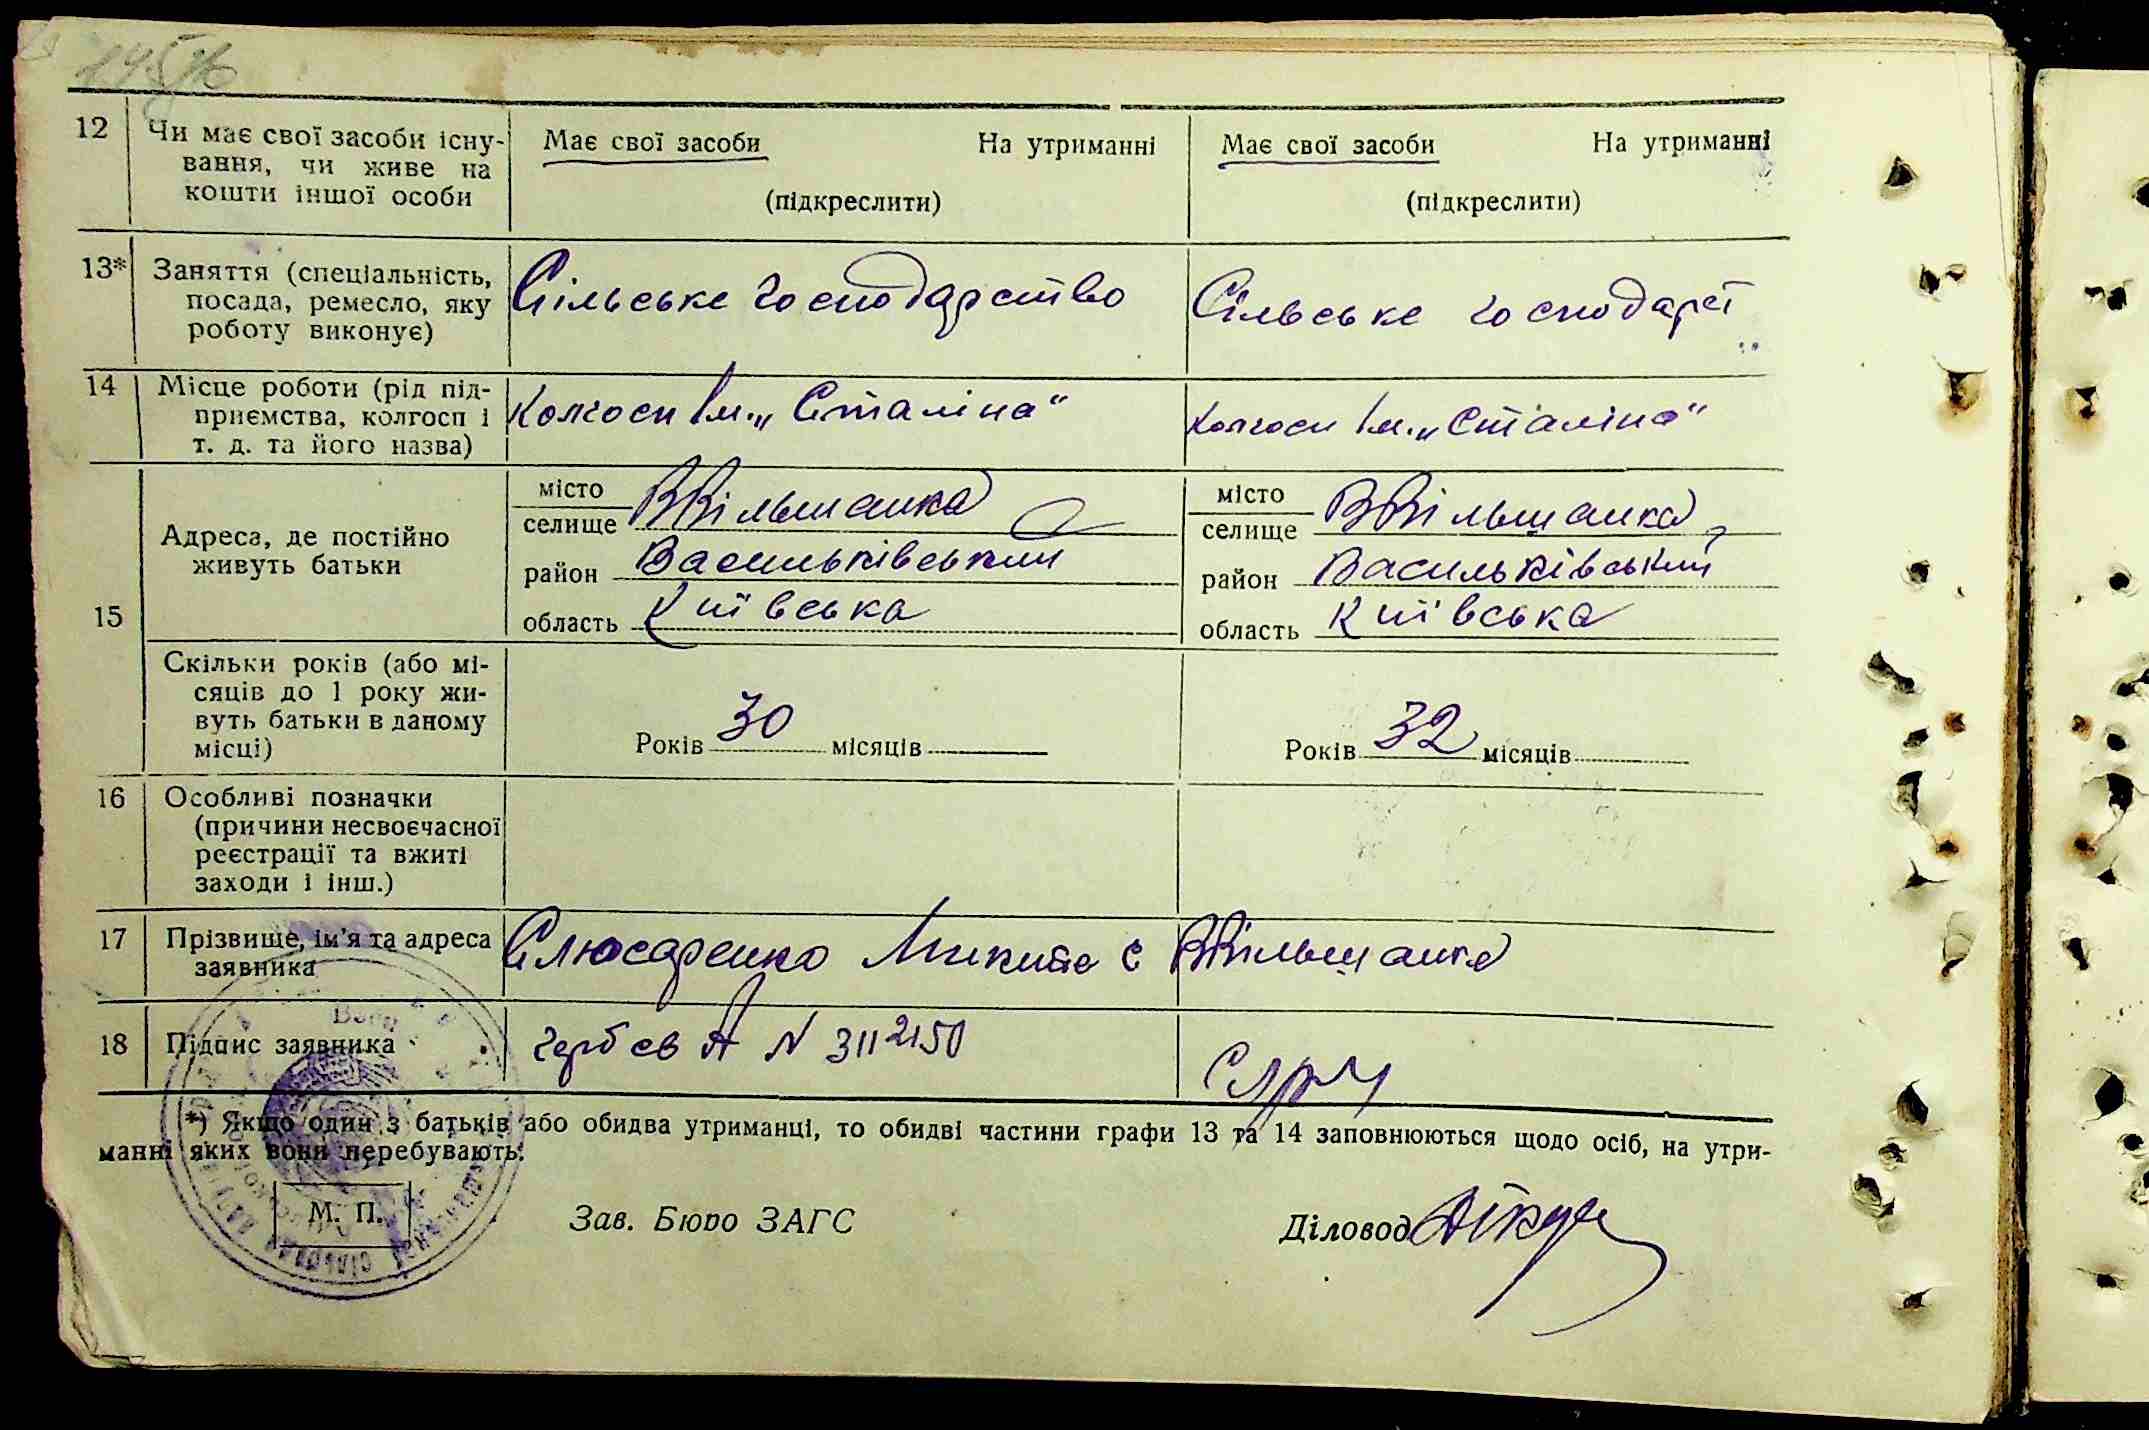 12 Чи має свої засоби існу-
вання, чи живе на
кошти іншої особи
Має свої засоби На утриманні
(підкреслити)
Має свої засоби На утриманні
(підкреслити)
13* Заняття (спеціальність,
посада, ремесло, яку
роботу виконує)
Сільське господарство
Сільське господарст
14 Місце роботи (рід під-
приємства, колгосп і
т. д. та його назва)
Колгосп Ім. „Сталіна"
Колгосп Ім. „Сталіна"
15 Адреса, де постійно
живуть батьки
місто
селище ВВільшанка
район Васильківський
область Київська
місто
селище ВВільшанка
район Васильківський
область Київська
Скільки років (або мі-
сяців до 1 року жи-
вуть батьки в даному
місці)
Років 30 місяців
Років 32 місяців
16 Особливі позначки
(причини несвоєчасної
реєстрації та вжиті
заходи і інш.)
17 Прізвище, ім'я та адреса
заявника
Слюсаренко Микита с ВВільшанка
18 Підпис заявника
N 3112150
*) Якщо один з батьків або обидва утриманці, то обидві частини графи 13 та 14 заповнюються щодо осіб, на утри-
манні яких вони перебувають.
М. П.
Зав. Бюро ЗАГС
Діловод